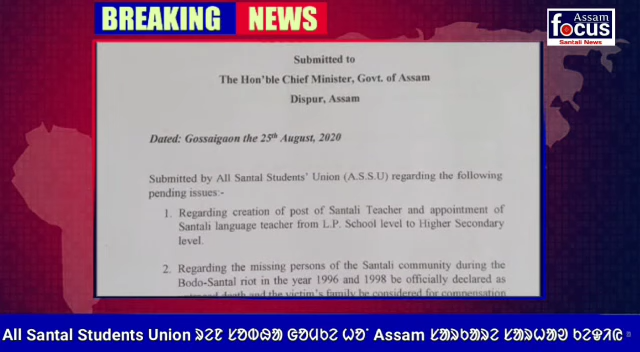 BREAKING NEWS
Assam
focus
Santali News
Submitted to
The Hon'ble Chief Minister, Govt. of Assam
Dispur, Assam
Dated: Gossaigaon the 25th August, 2020
Submitted by All Santal Students' Union (A.S.S.U) regarding the following
pending issues:-
1. Regarding creation of post of Santali Teacher and appointment of
Santali language teacher from L.P. School level to Higher Secondary
level.
2. Regarding the missing persons of the Santali community during the
Bodo-Santal riot in the year 1996 and 1998 be officially declared as
death and the victim's family be considered for compensation
All Santal Students Union Assam